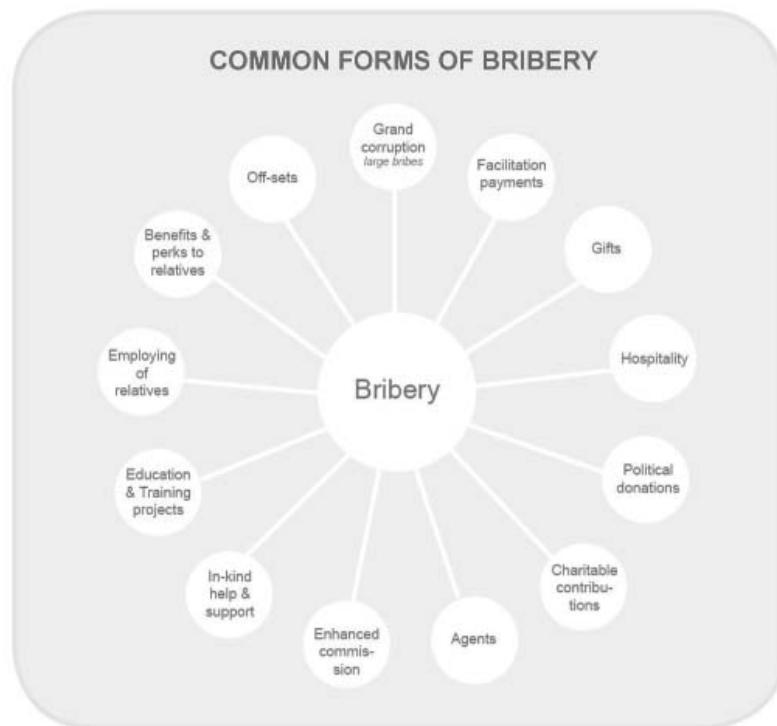 COMMON FORMS OF BRIBERY
Grand
corruption
large bribes
Facilitation
payments
Gifts
Hospitality
Political
donations
Charitable
contribu-
tions
Agents
Enhanced
commis-
sion
In-kind
help &
support
Education
& Training
projects
Employing
of
relatives
Benefits &
perks to
relatives
Off-sets
Bribery